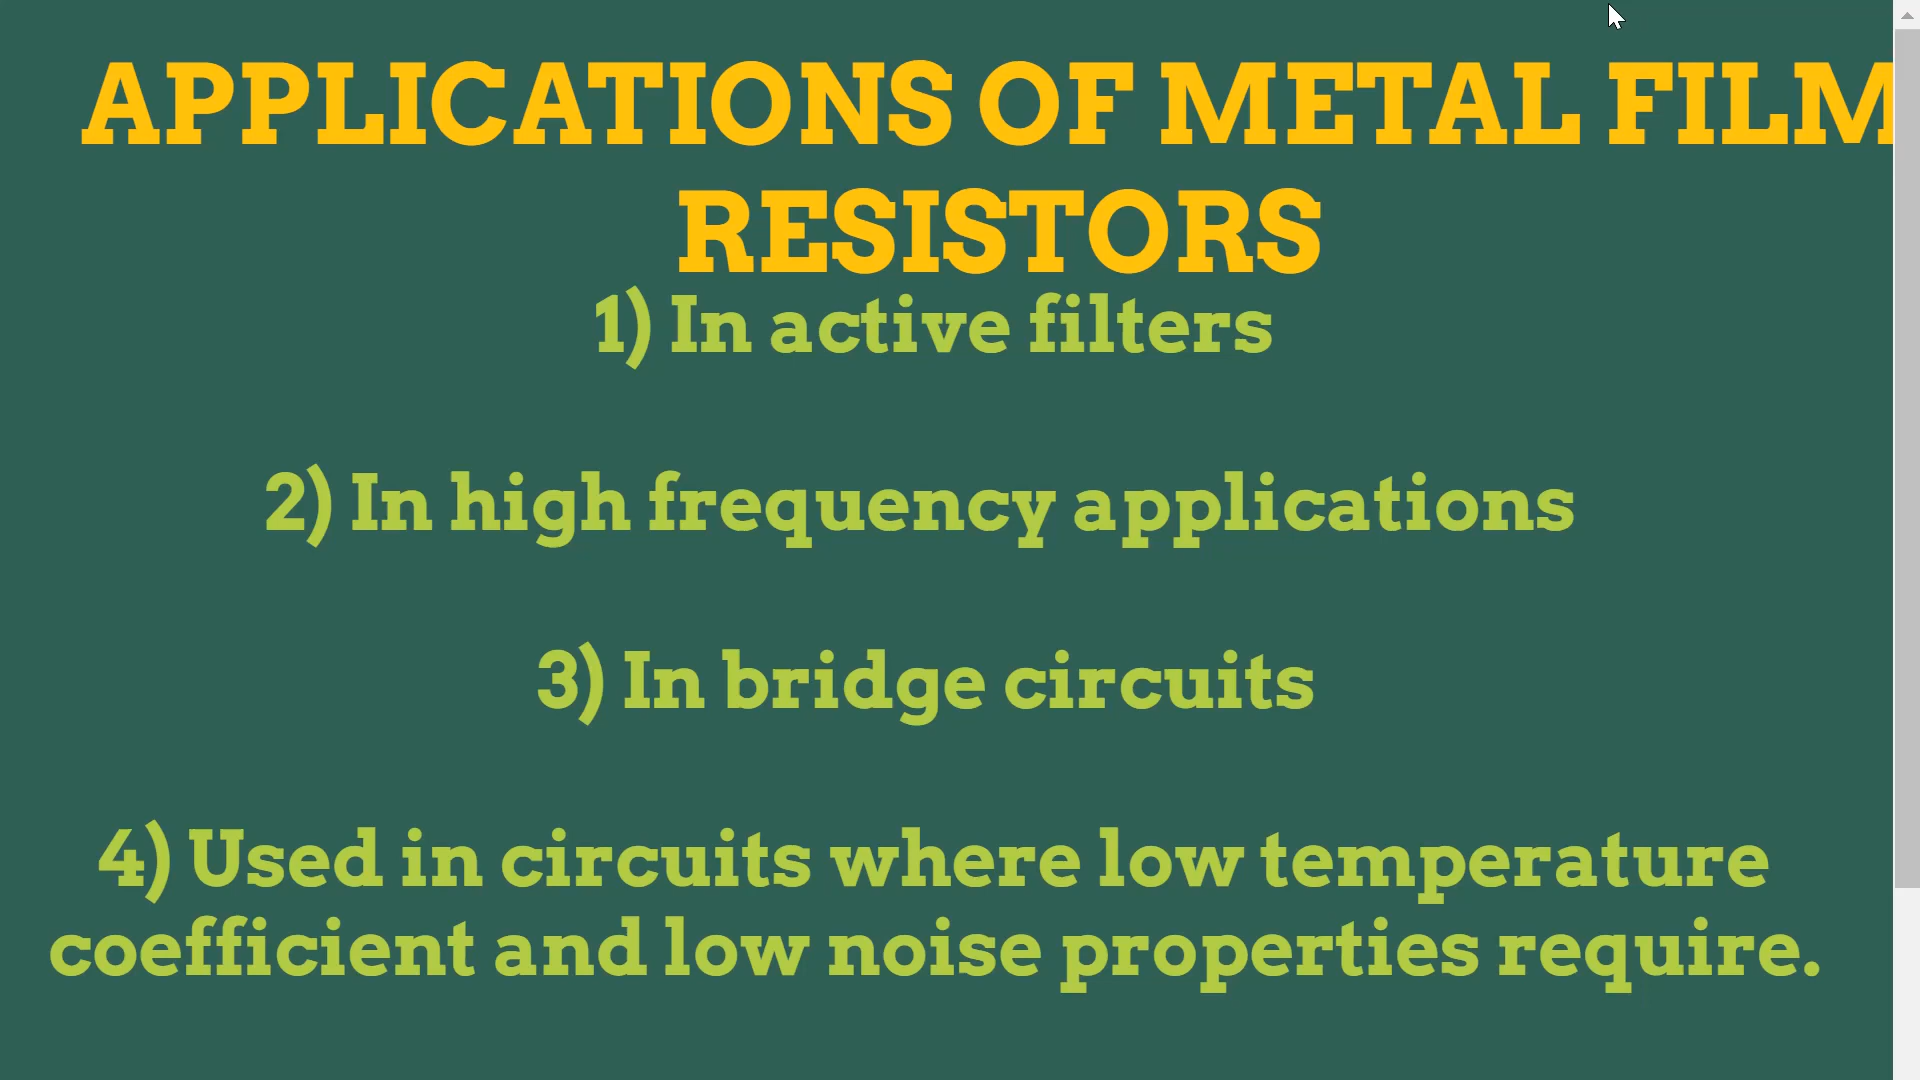 APPLICATIONS OF METAL FILM
RESISTORS
1) In active filters
2) In high frequency applications
3) In bridge circuits
4) Used in circuits where low temperature
coefficient and low noise properties require.